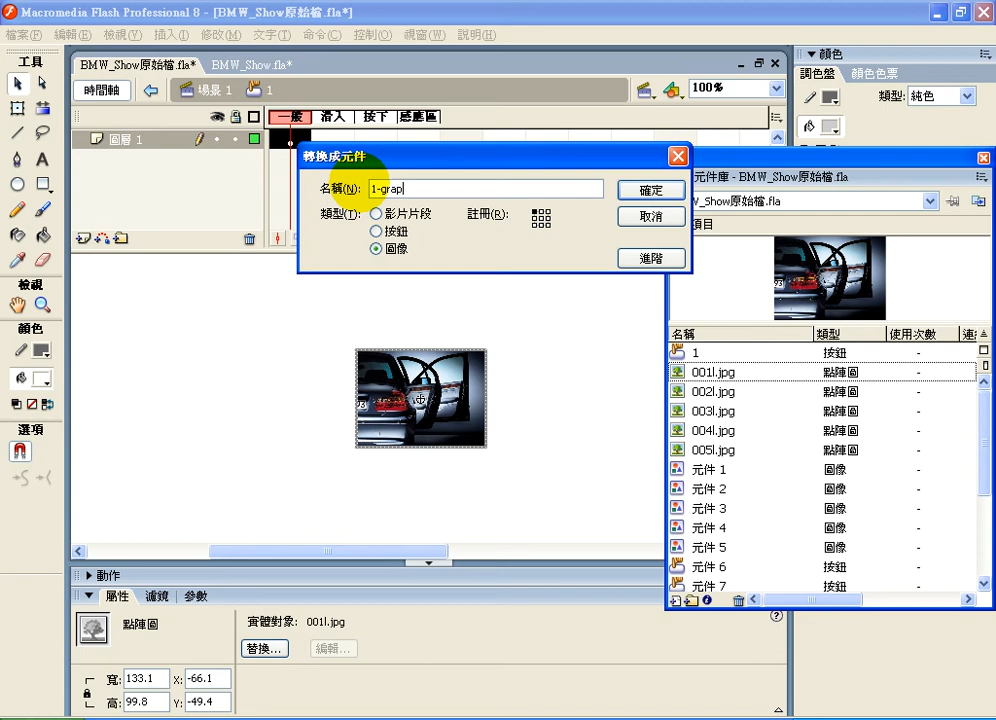 Macromedia Flash Professional 8 - [BMW_Show原始檔.fla*]
檔案(F) 編輯(E) 檢視(V) 插入(I) 修改(M) 文字(T) 命令(C) 控制(O) 視窗(W) 說明(H)
工具
BMW_Show原始檔.fla* BMW_Show.fla*
時間軸 場景 1 1 100%
一般 滑入 按下 感應區
圖層 1
檢視
顏色
選項
顏色
調色盤 顏色色票
類型: 純色
轉換成元件
名稱(N): 1-grap
確定
類型(T): 影片片段 註冊(R):
取消
按鈕
圖像
進階
元件庫 - BMW_Show原始檔.fla
W_Show原始檔.fla
項目
93
名稱 類型 使用次數 連
1 按鈕 -
001l.jpg 點陣圖 -
002l.jpg 點陣圖 -
003l.jpg 點陣圖 -
004l.jpg 點陣圖 -
005l.jpg 點陣圖 -
元件 1 圖像 -
元件 2 圖像 -
元件 3 圖像 -
元件 4 圖像 -
元件 5 圖像 -
元件 6 按鈕 -
元件 7 按鈕 -
動作
屬性 濾鏡 參數
點陣圖 實體對象: 001l.jpg
替換... 編輯...
寬: 133.1 X: -66.1
高: 99.8 Y: -49.4